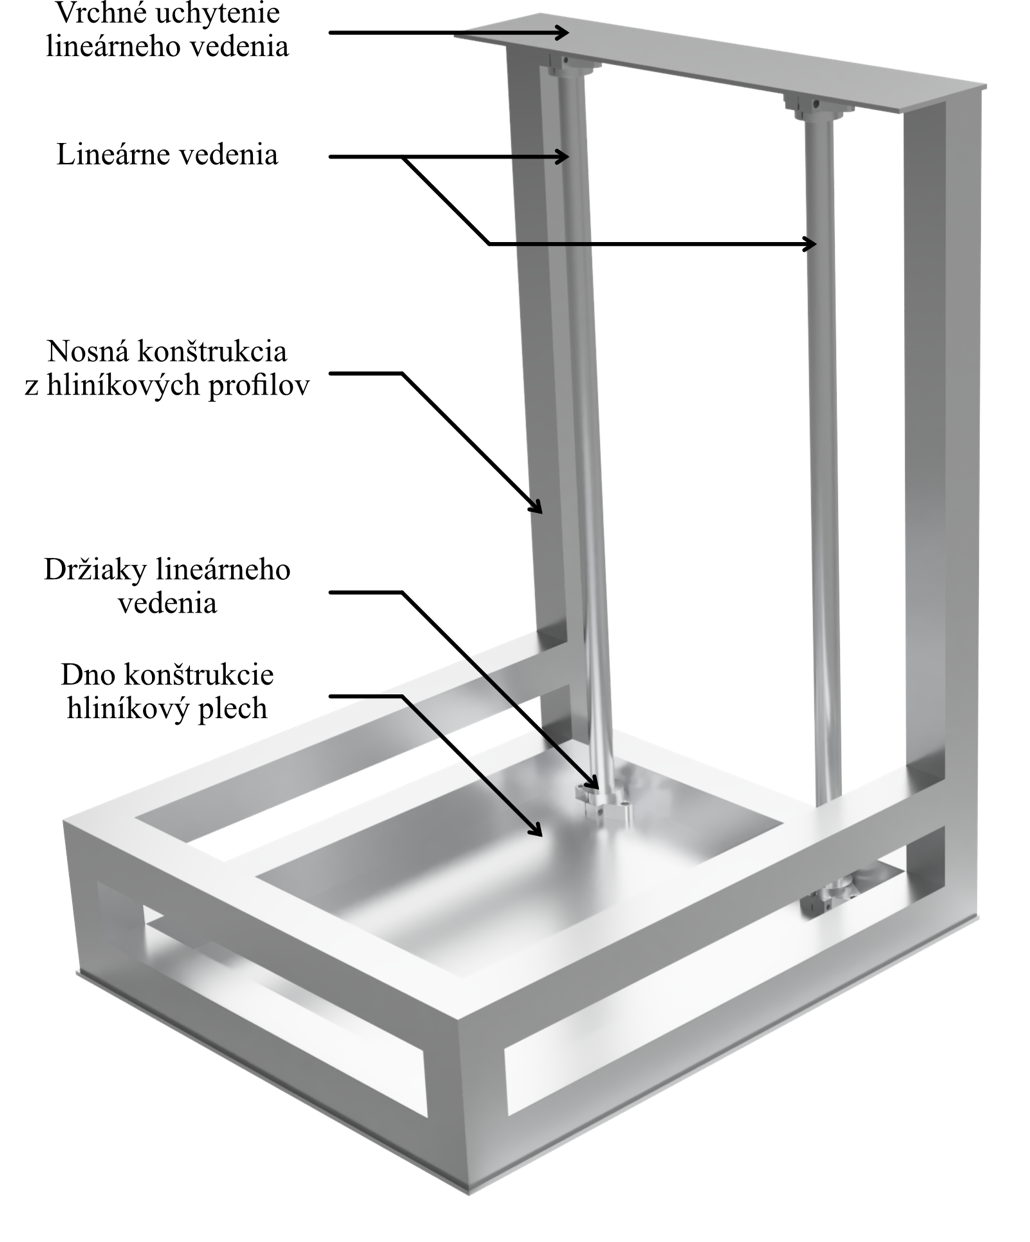 Vrchné uchytenie
lineárneho vedenia
Lineárne vedenia
Nosná konštrukcia
z hliníkových profilov
Držiaky lineárneho
vedenia
Dno konštrukcie
hliníkový plech